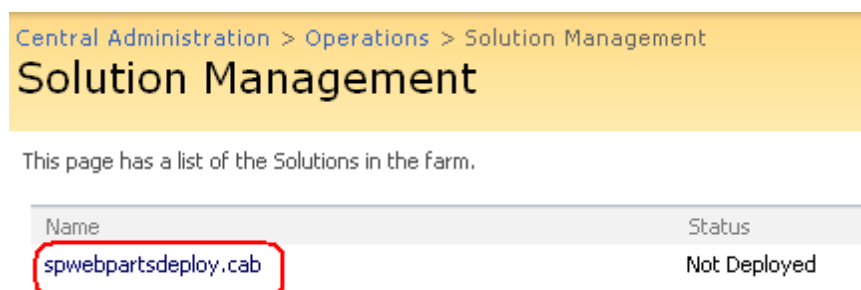 Central Administration > Operations > Solution Management
Solution Management
This page has a list of the Solutions in the farm.
Name Status
spwebpartsdeploy.cab Not Deployed